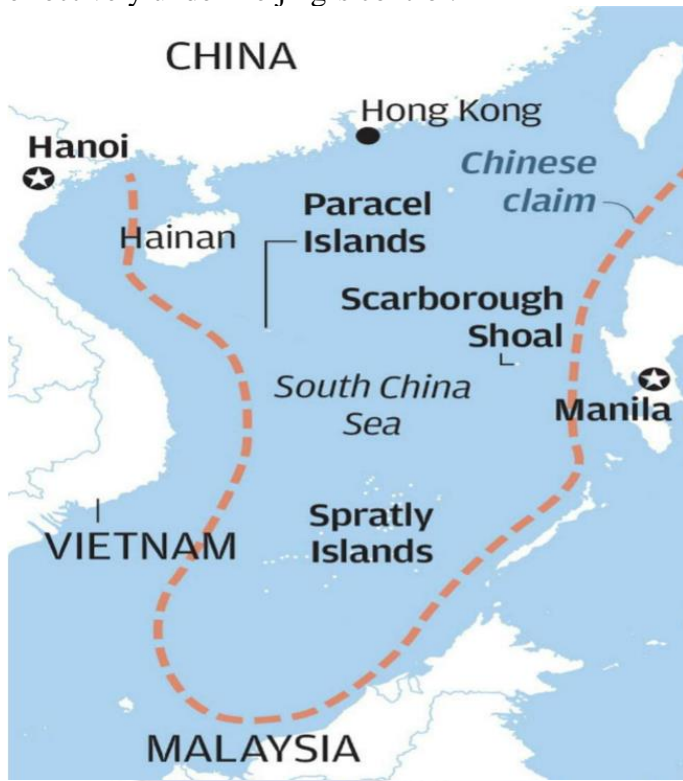 CHINA
Hong Kong
Hanoi
Chinese
claim
Paracel
Islands
Hainan
Scarborough
Shoal
South China
Sea
Manila
Spratly
Islands
VIETNAM
MALAYSIA